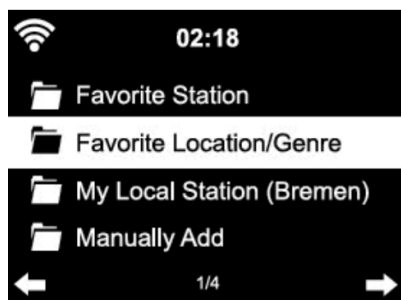 02:18
Favorite Station
Favorite Location/Genre
My Local Station (Bremen)
Manually Add
1/4